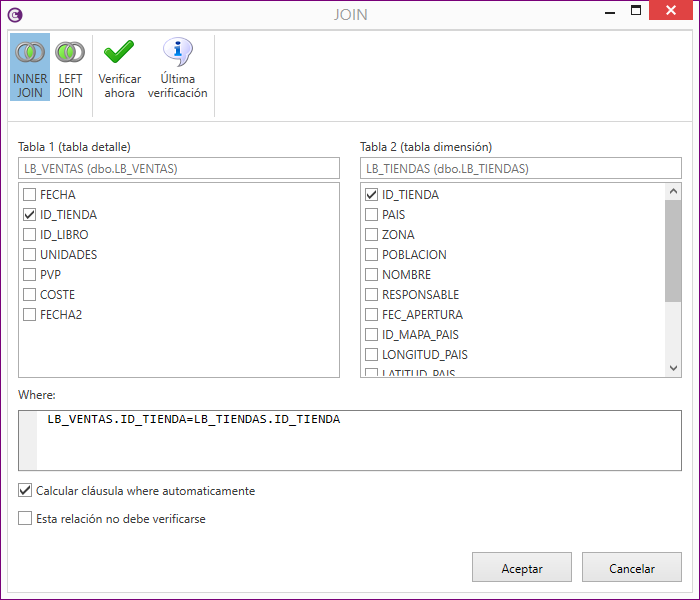 JOIN
INNER JOIN
LEFT JOIN
Verificar ahora
Última verificación
Tabla 1 (tabla detalle)
LB_VENTAS (dbo.LB_VENTAS)
FECHA
ID_TIENDA
ID_LIBRO
UNIDADES
PVP
COSTE
FECHA2
Tabla 2 (tabla dimensión)
LB_TIENDAS (dbo.LB_TIENDAS)
ID_TIENDA
PAIS
ZONA
POBLACION
NOMBRE
RESPONSABLE
FEC_APERTURA
ID_MAPA_PAIS
LONGITUD_PAIS
LATITUD_PAIS
Where:
LB_VENTAS.ID_TIENDA=LB_TIENDAS.ID_TIENDA
Calcular cláusula where automaticamente
Esta relación no debe verificarse
Aceptar
Cancelar